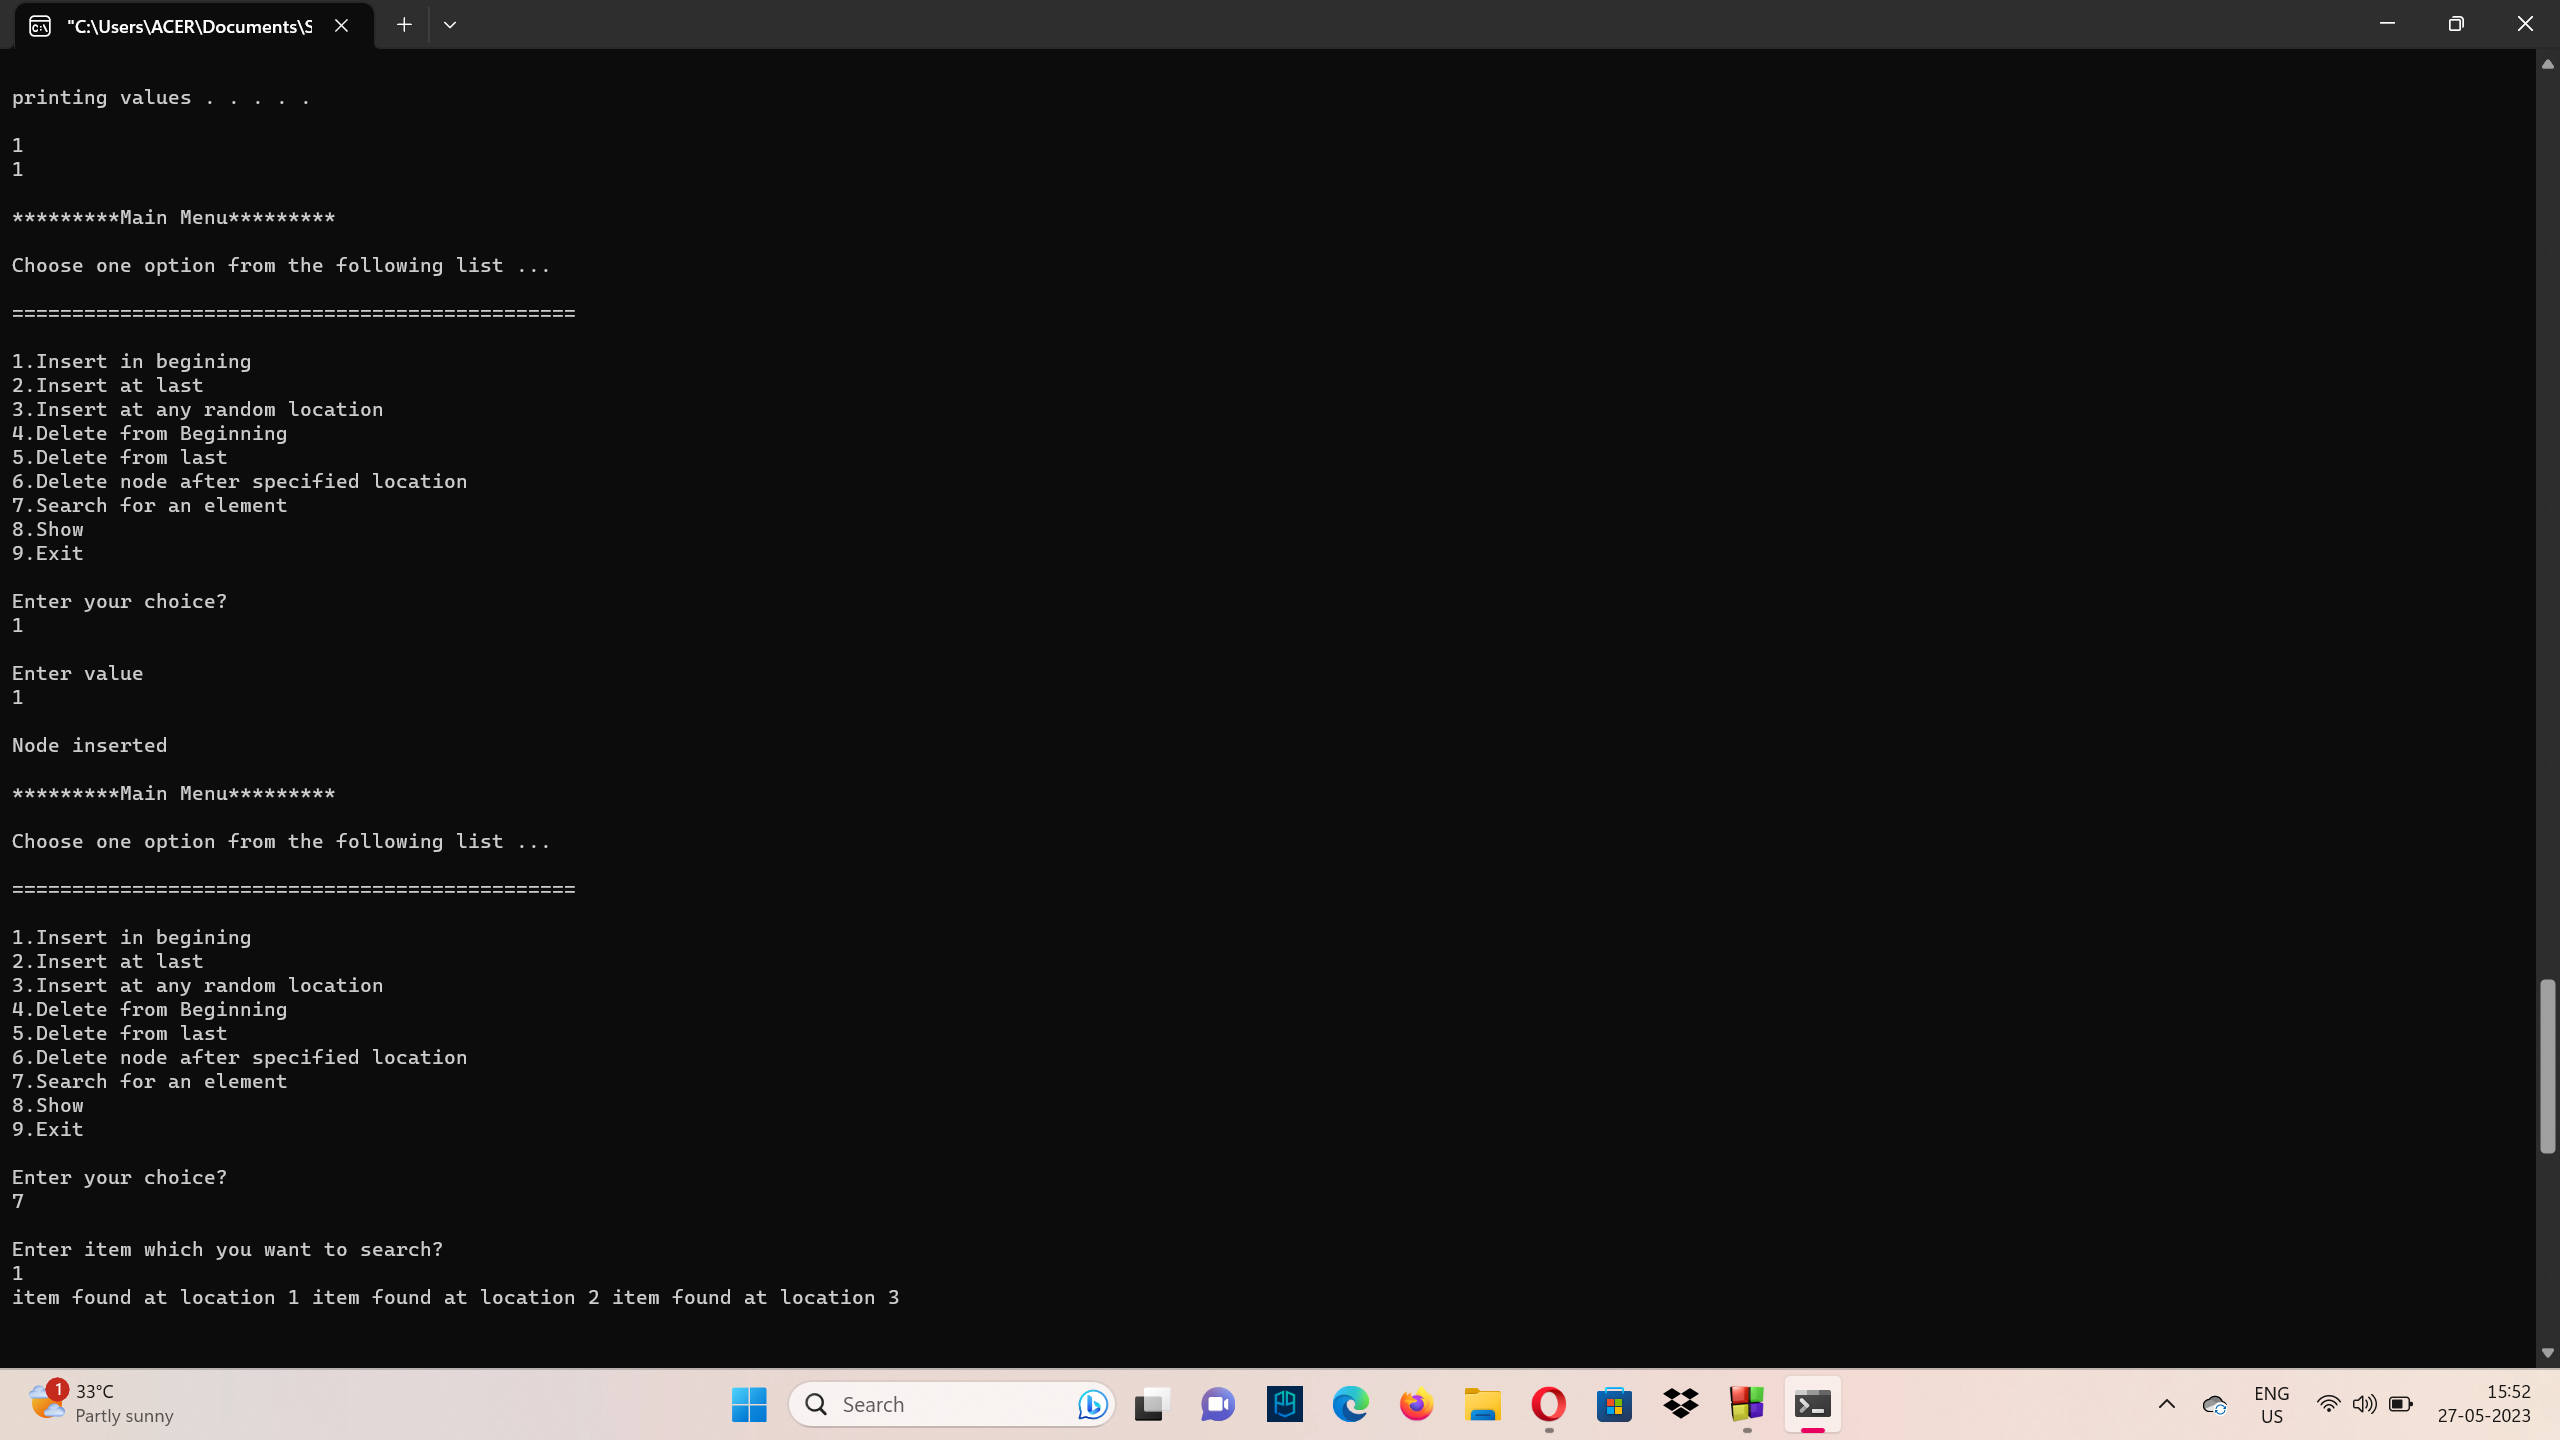 "C:\Users\ACER\Documents\S
printing values . . . . .
1
1
*********Main Menu*********
Choose one option from the following list ...
===============================================
1.Insert in begining
2.Insert at last
3.Insert at any random location
4.Delete from Beginning
5.Delete from last
6.Delete node after specified location
7.Search for an element
8.Show
9.Exit
Enter your choice?
1
Enter value
1
Node inserted
*********Main Menu*********
Choose one option from the following list ...
===============================================
1.Insert in begining
2.Insert at last
3.Insert at any random location
4.Delete from Beginning
5.Delete from last
6.Delete node after specified location
7.Search for an element
8.Show
9.Exit
Enter your choice?
7
Enter item which you want to search?
1
item found at location 1 item found at location 2 item found at location 3
1
33°C
Partly sunny
Search
ENG
US
15:52
27-05-2023